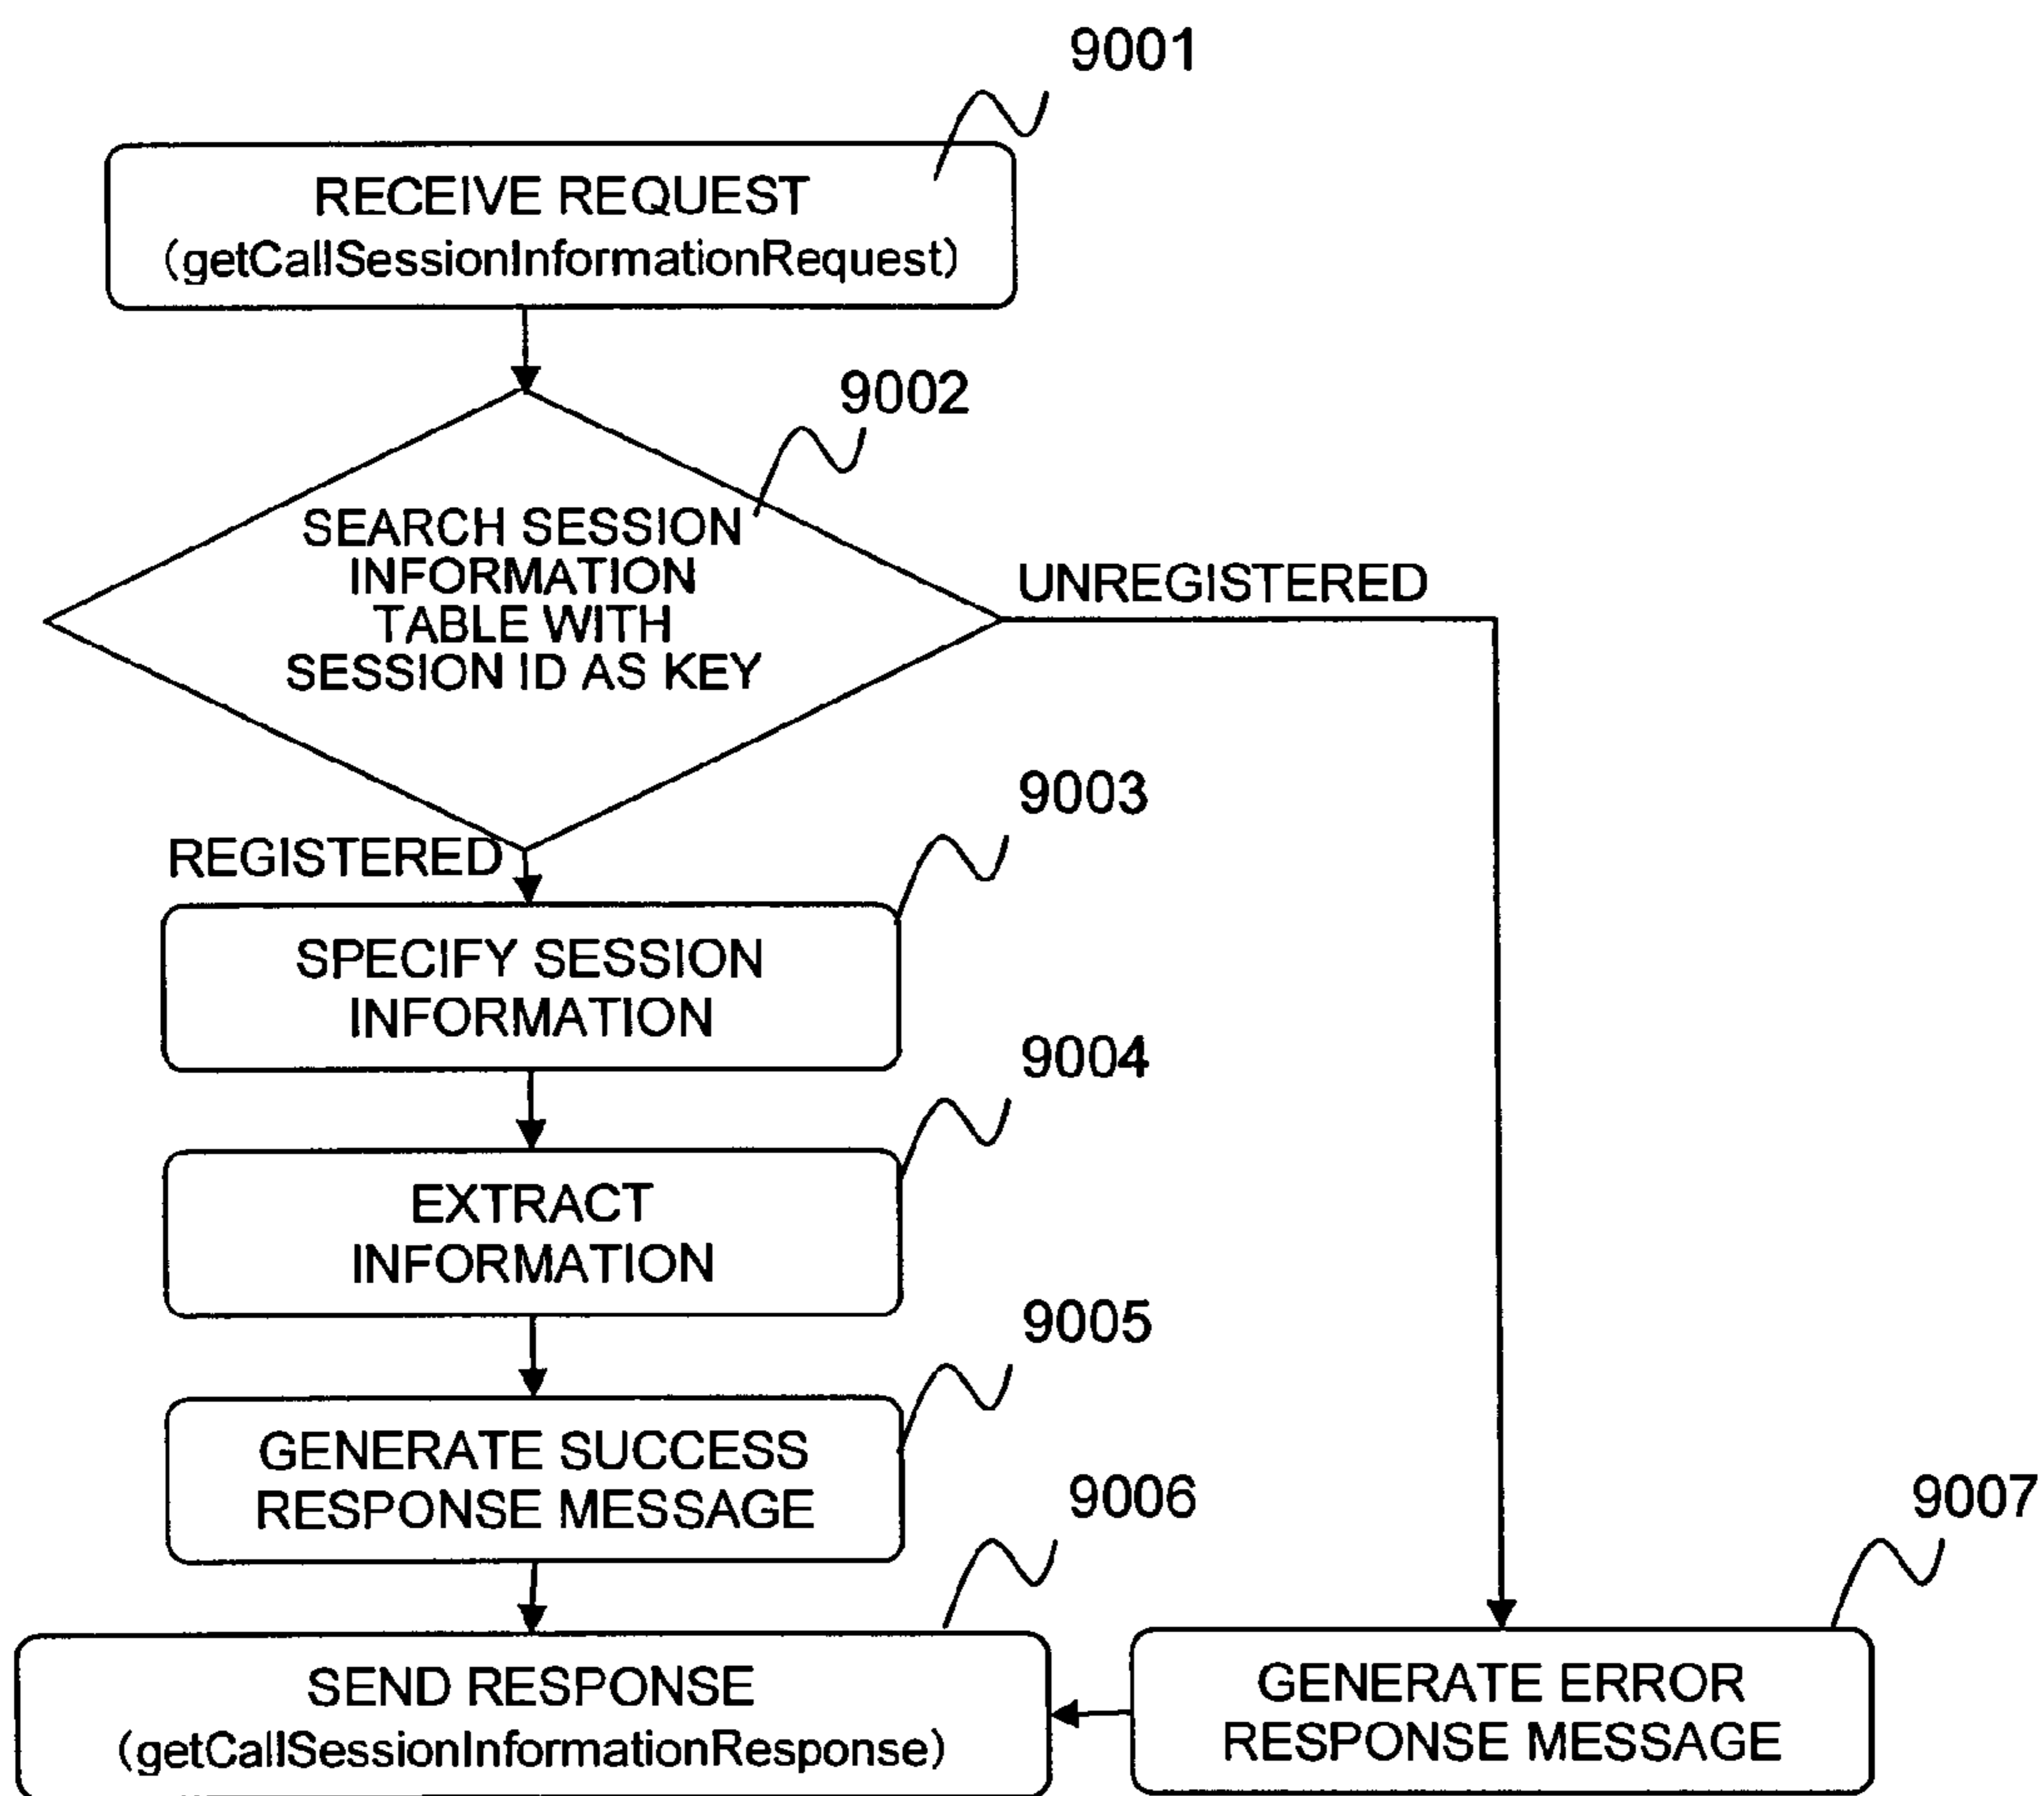 9001
RECEIVE REQUEST
(getCallSessionInformationRequest)
9002
SEARCH SESSION
INFORMATION
TABLE WITH
SESSION ID AS KEY
UNREGISTERED
REGISTERED
9003
SPECIFY SESSION
INFORMATION
9004
EXTRACT
INFORMATION
9005
GENERATE SUCCESS
RESPONSE MESSAGE
9006
SEND RESPONSE
(getCallSessionInformationResponse)
9007
GENERATE ERROR
RESPONSE MESSAGE